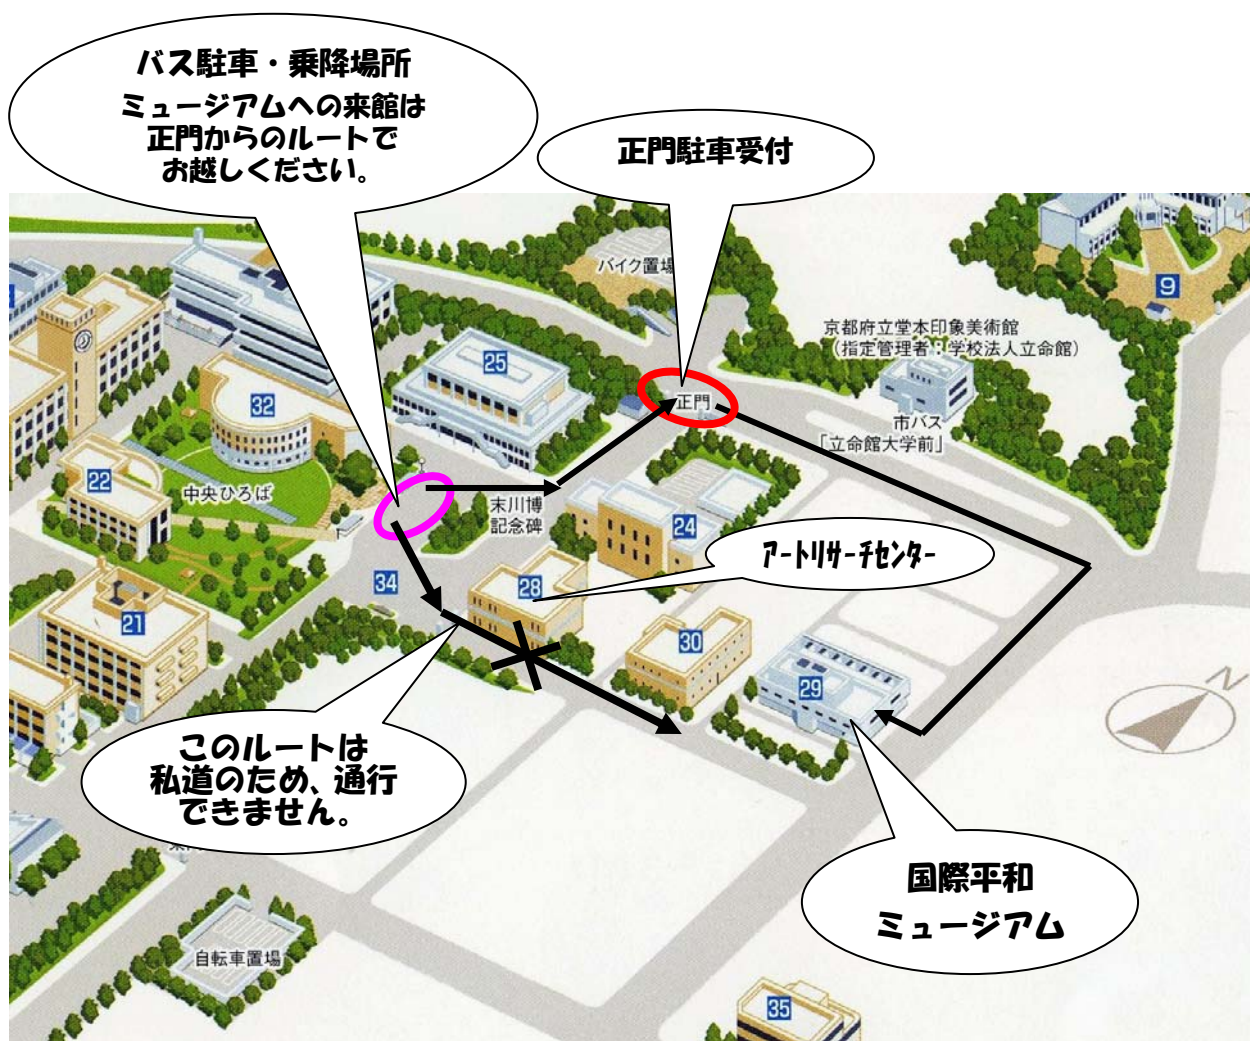 バス駐車・乗降場所
ミュージアムへの来館は
正門からのルートで
お越しください。
正門駐車受付
バイク置場
9
京都府立堂本印象美術館
（指定管理者：学校法人立命館）
25
正門
32
市バス
「立命館大学前」
22
中央ひろば
末川博
記念碑
24
アートリサーチセンター
34
28
21
30
29
N
このルートは
私道のため、通行
できません。
国際平和
ミュージアム
自転車置場
35